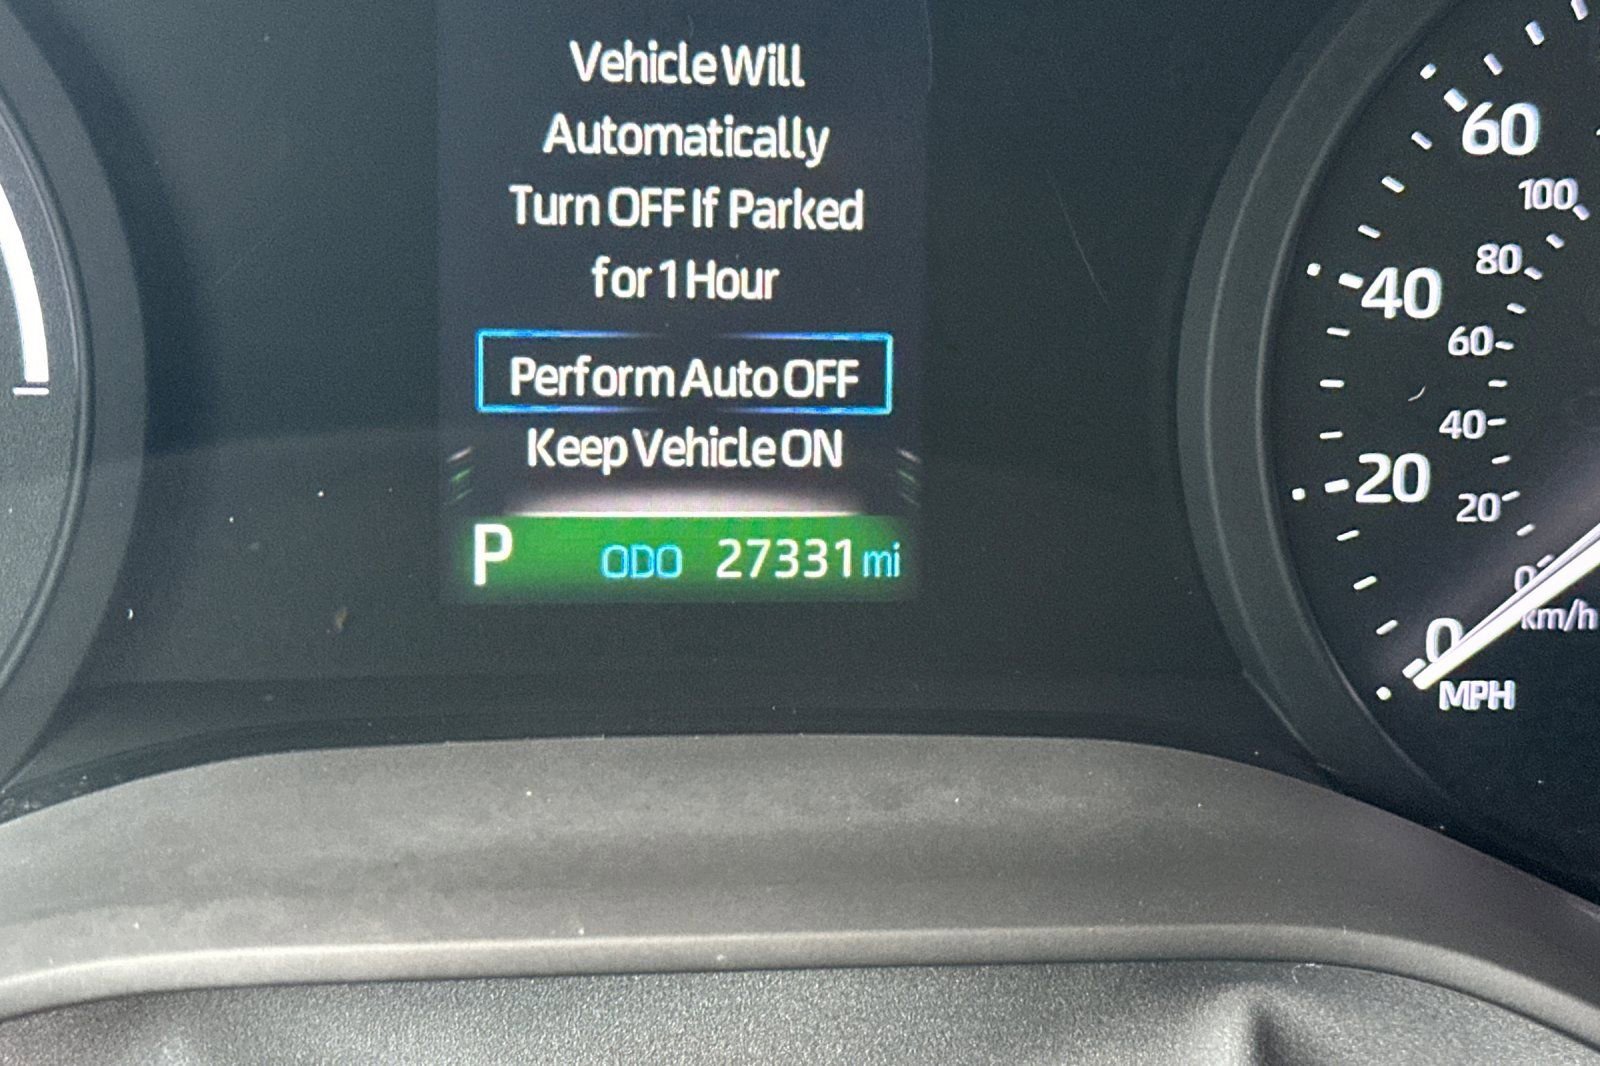 Vehicle Will
Automatically
Turn OFF If Parked
for 1 Hour
Perform Auto OFF
Keep Vehicle ON
P ODO 27331 mi
60
100
80
40
60
40
20
20
0
0
km/h
MPH